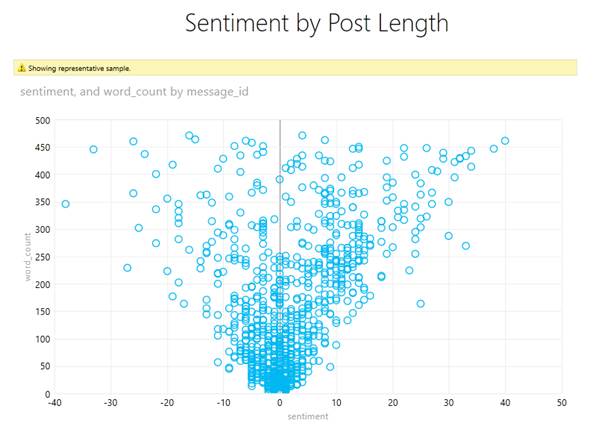 Sentiment by Post Length
Showing representative sample.
sentiment, and word_count by message_id
500
450
400
350
300
250
200
150
100
50
0
word_count
-40 -30 -20 -10 0 10 20 30 40 50
sentiment